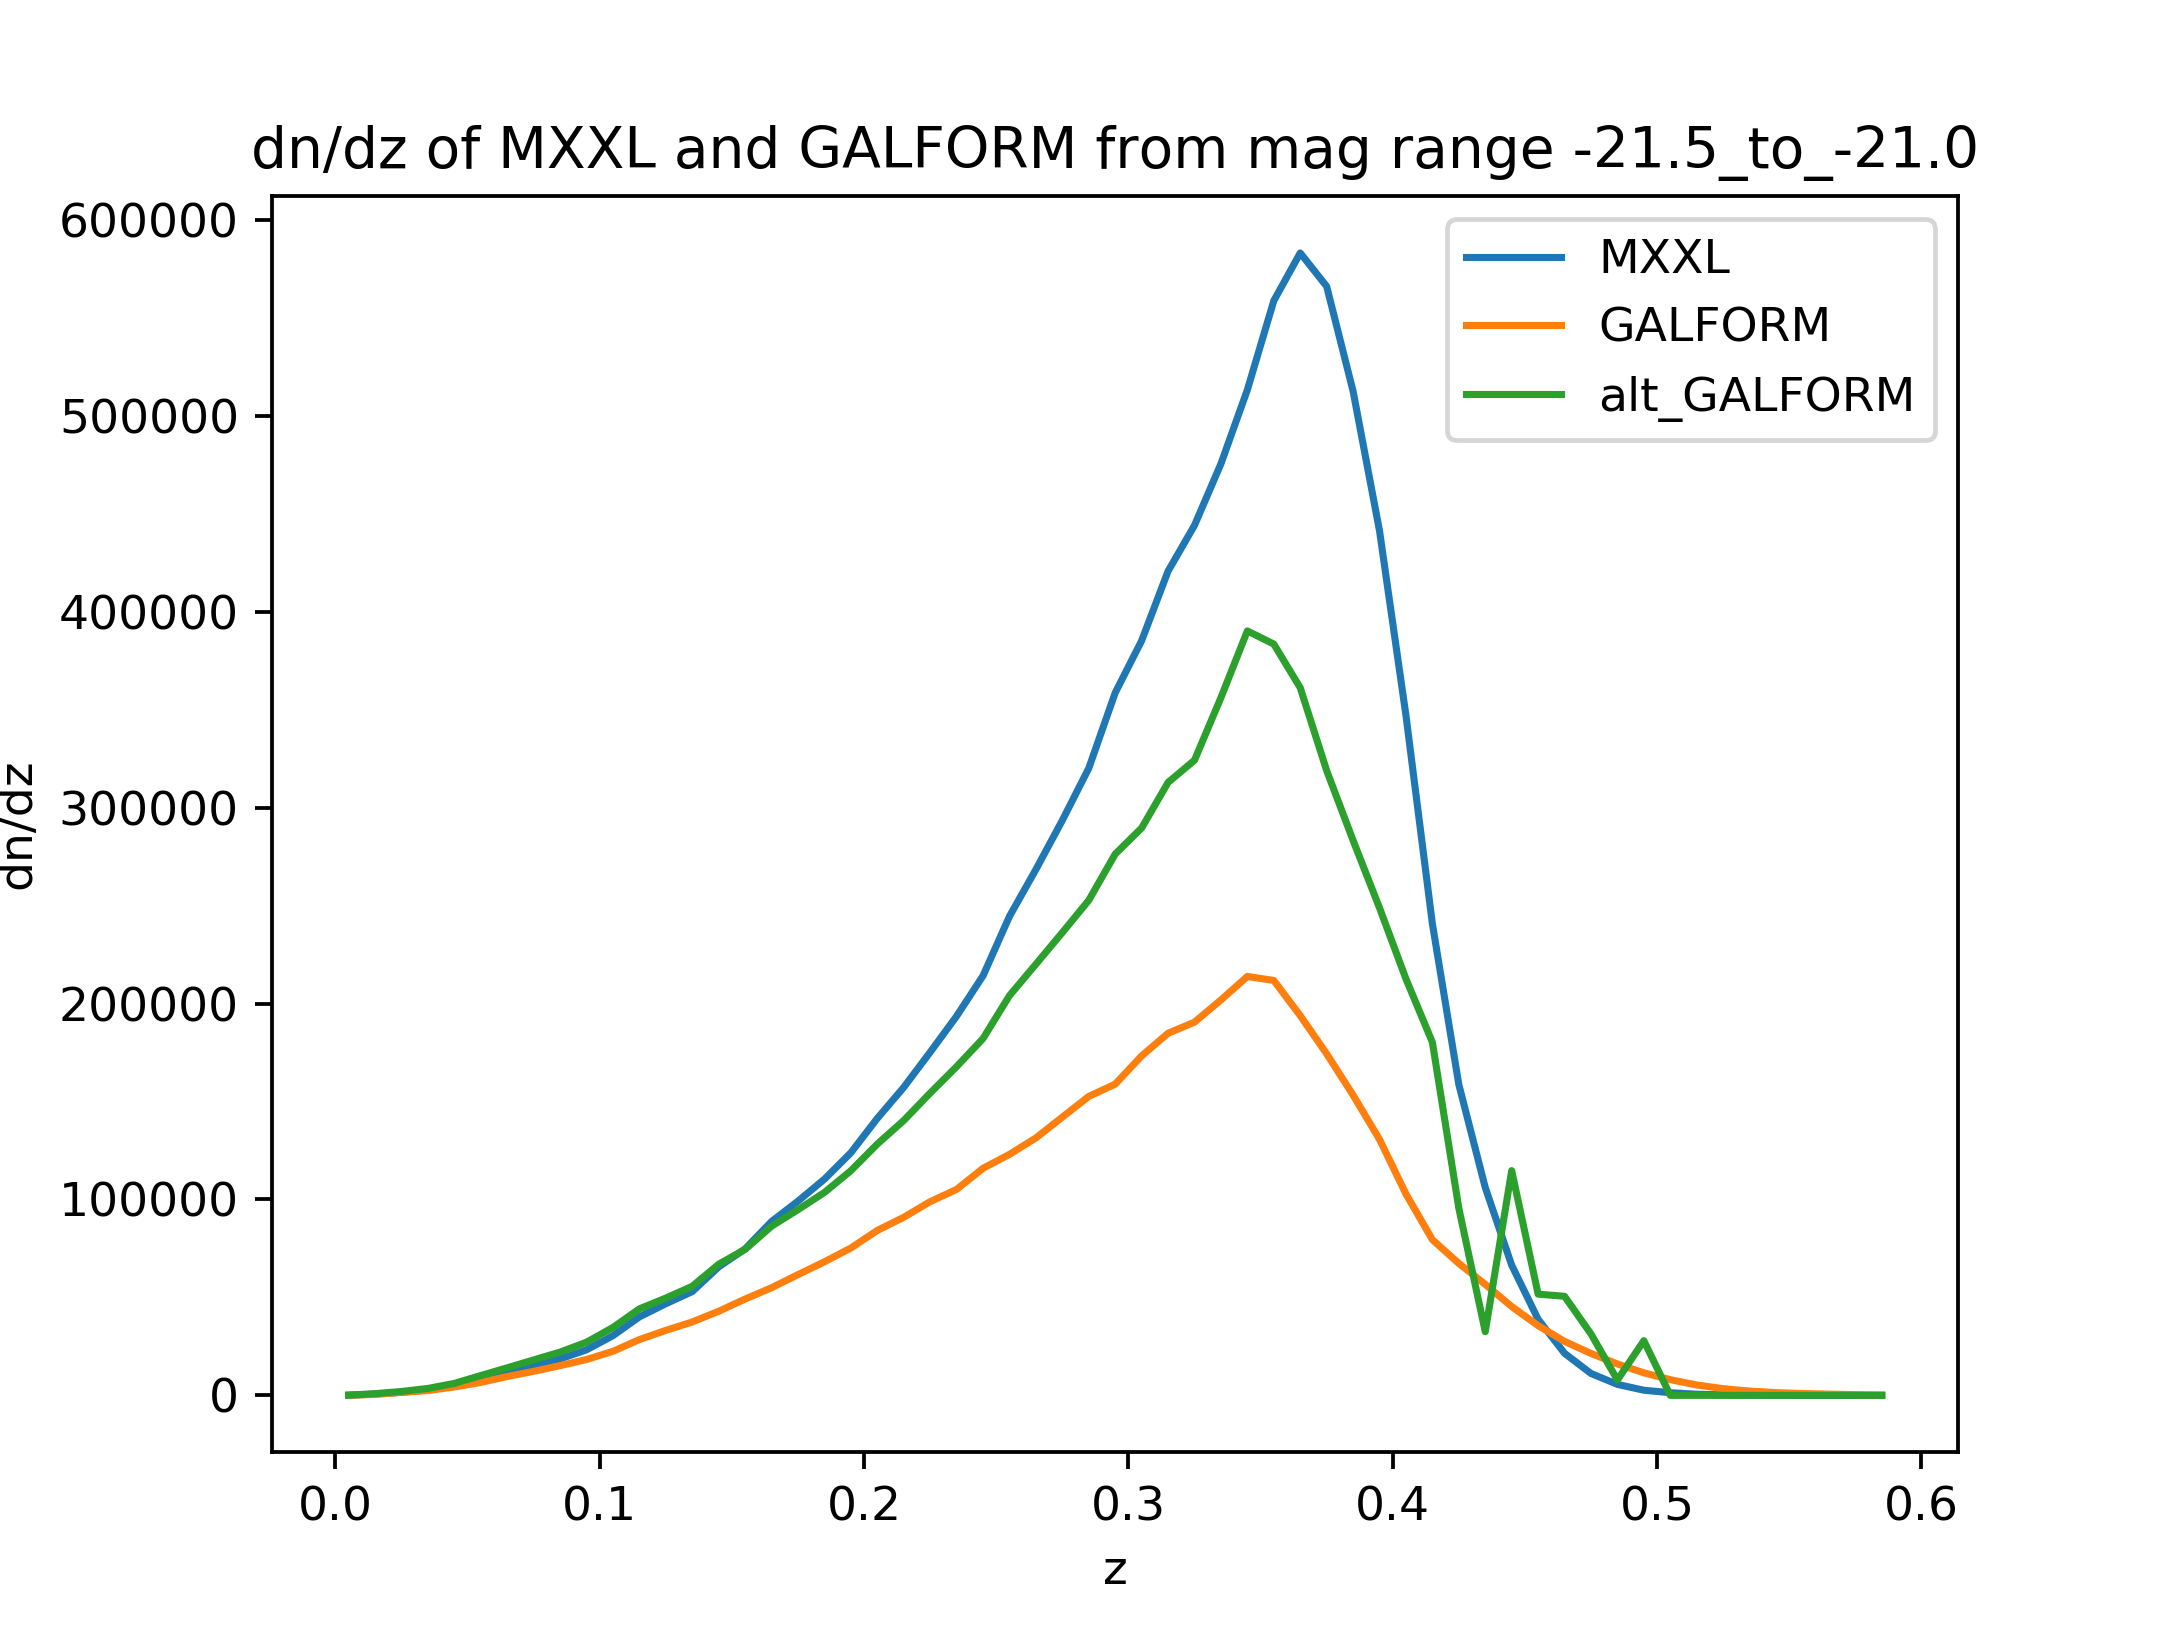 dn/dz of MXXL and GALFORM from mag range -21.5_to_-21.0
600000
500000
400000
300000
200000
100000
0
dn/dz
MXXL
GALFORM
alt_GALFORM
0.0 0.1 0.2 0.3 0.4 0.5 0.6
z